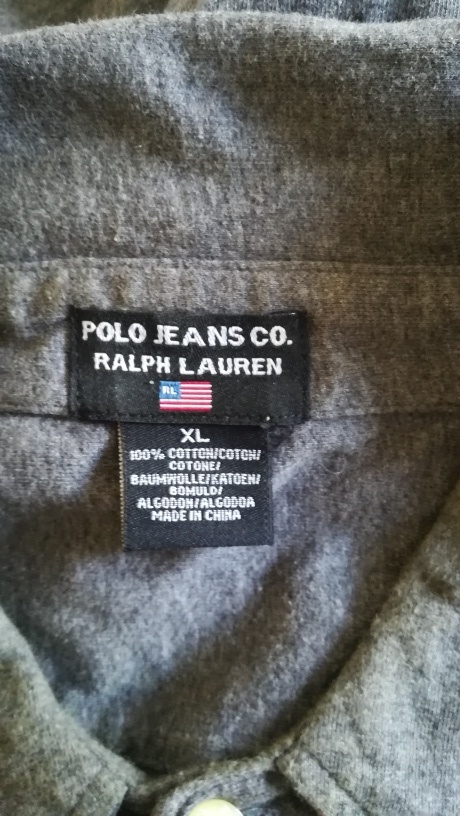 POLO JEANS CO.
RALPH LAUREN
RL
XL
100% COTTON/COTON/
COTONE/
BAUMWOLLE/KATOEN/
BOMULD/
ALGODON/ALGODOA
MADE IN CHINA